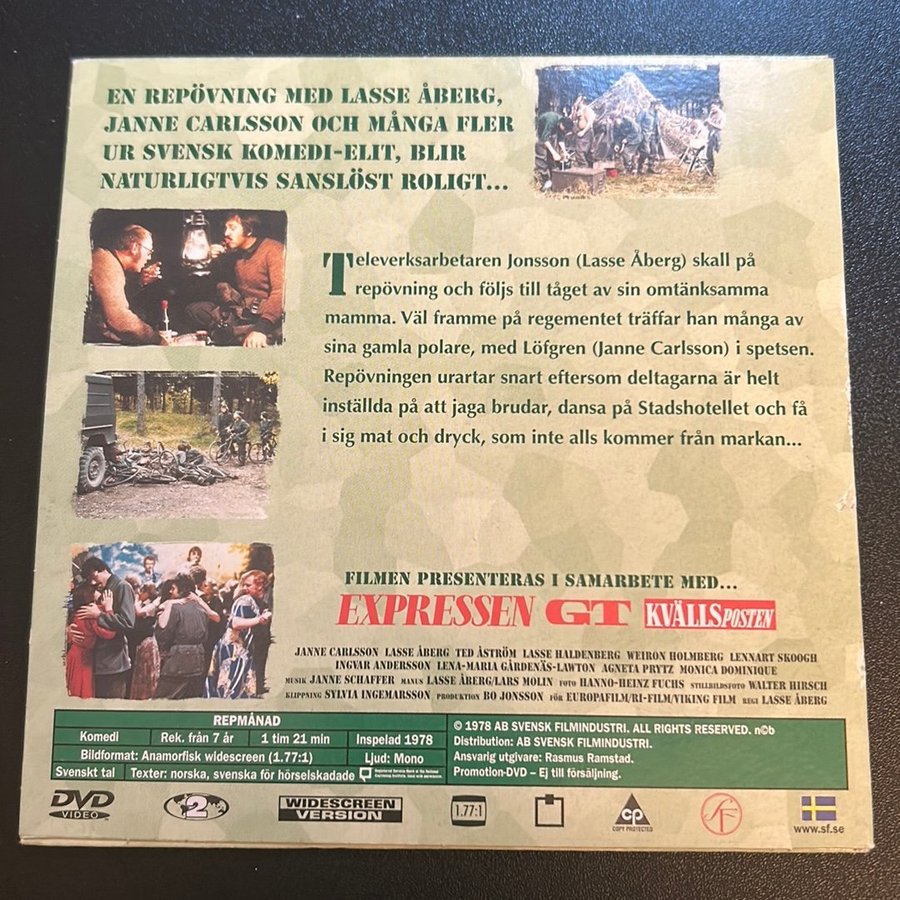 EN REPÖVNING MED LASSE ÅBERG,
JANNE CARLSSON OCH MÅNGA FLER
UR SVENSK KOMEDI-ELIT, BLIR
NATURLIGTVIS SANSLÖST ROLIGT...
Televerksarbetaren Jonsson (Lasse Åberg) skall på
repövning och följs till tåget av sin omtänksamma
mamma. Väl framme på regementet träffar han många av
sina gamla polare, med Löfgren (Janne Carlsson) i spetsen.
Repövningen urartar snart eftersom deltagarna är helt
inställda på att jaga brudar, dansa på Stadshotellet och få
i sig mat och dryck, som inte alls kommer från markan...
FILMEN PRESENTERAS I SAMARBETE MED...
EXPRESSEN GT KVÄLLSPOSTEN
JANNE CARLSSON LASSE ÅBERG TED ÅSTRÖM LASSE HALDENBERG WEIRON HOLMBERG LENNART SKOOGH
INGVAR ANDERSSON LENA-MARIA GÅRDENÄS-LAWTON AGNETA PRYTZ MONICA DOMINIQUE
MUSIK JANNE SCHAFFER MANUS LASSE ÅBERG/LARS MOLIN FOTO HANNO-HEINZ FUCHS STILLBILDSFOTO WALTER HIRSCH
KLIPPNING SYLVIA INGEMARSSON PRODUKTION BO JONSSON FÖR EUROPAFILM/RI-FILM/VIKING FILM REGI LASSE ÅBERG
REPMÅNAD
Komedi Rek. från 7 år 1 tim 21 min Inspelad 1978
Bildformat: Anamorfisk widescreen (1.77:1) Ljud: Mono
Svenskt tal Texter: norska, svenska för hörselskadade
© 1978 AB SVENSK FILMINDUSTRI. ALL RIGHTS RESERVED. n©b
Distribution: AB SVENSK FILMINDUSTRI.
Ansvarig utgivare: Rasmus Ramstad.
Promotion-DVD – Ej till försäljning.
DVD VIDEO 2 WIDESCREEN VERSION 1.77:1 CP COPY PROTECTED SF www.sf.se